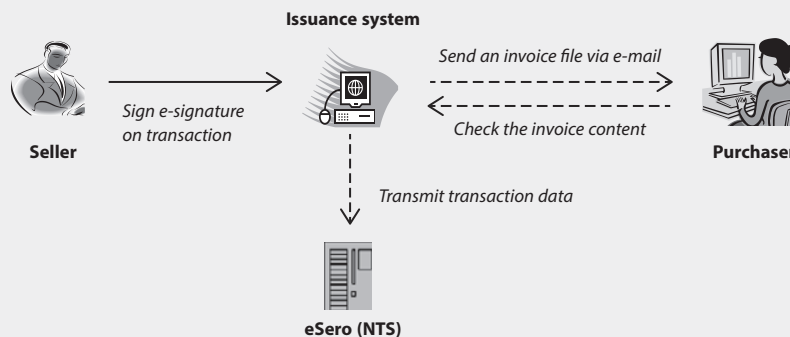 Issuance system
Send an invoice file via e-mail
Sign e-signature
on transaction
Check the invoice content
Seller
Purchaser
Transmit transaction data
eSero (NTS)